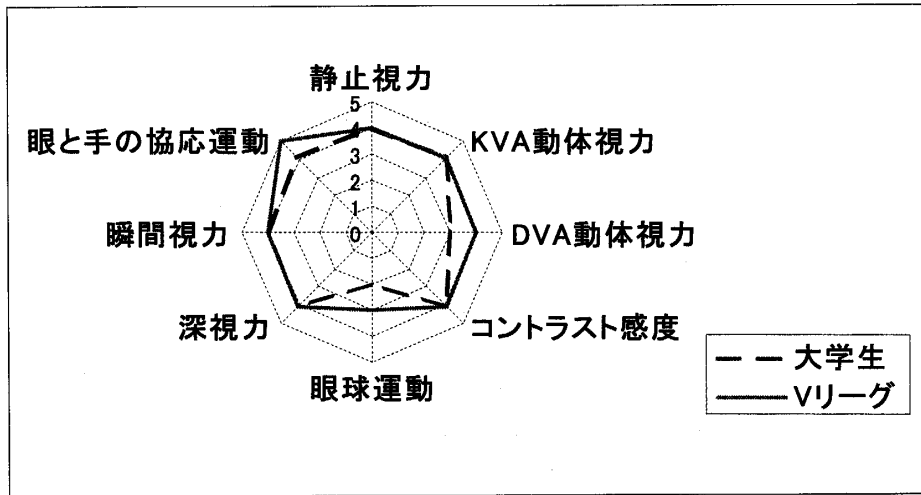 静止視力
5
4
3
2
1
0
KVA動体視力
DVA動体視力
コントラスト感度
眼球運動
深視力
瞬間視力
眼と手の協応運動
大学生
Vリーグ